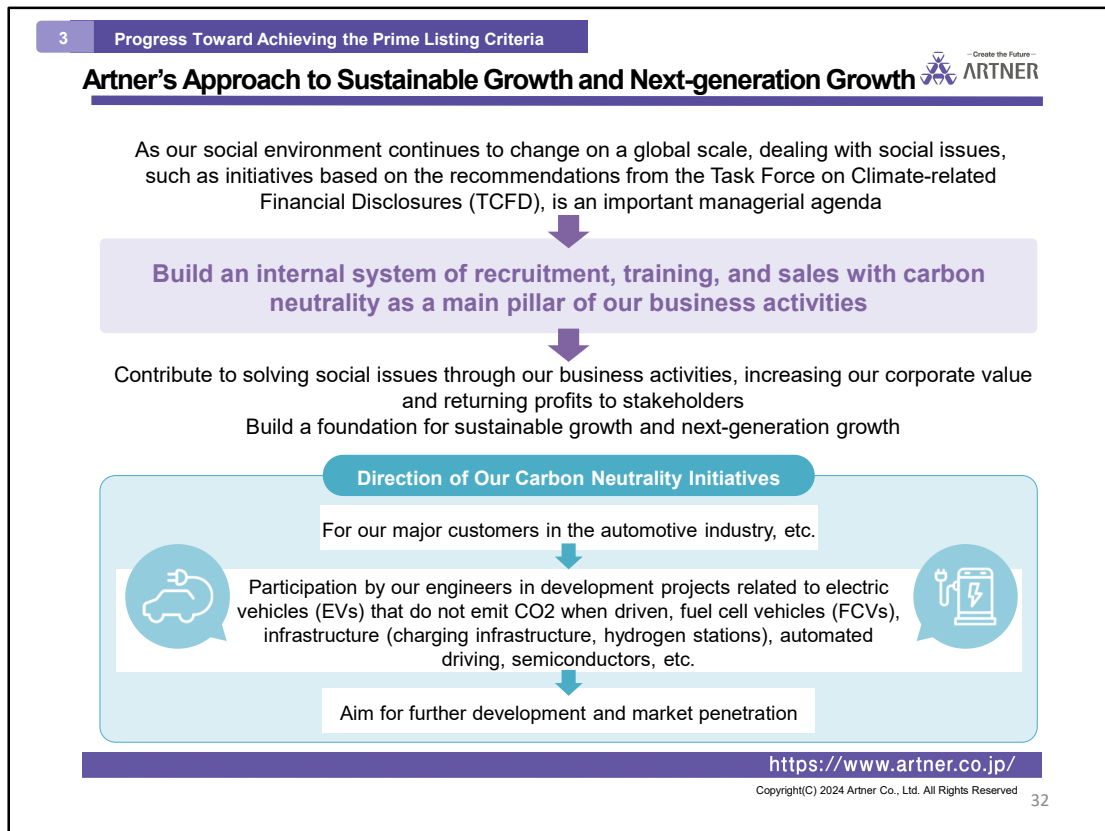 3 Progress Toward Achieving the Prime Listing Criteria
Artner's Approach to Sustainable Growth and Next-generation Growth
—Create the Future—
ARTNER
As our social environment continues to change on a global scale, dealing with social issues,
such as initiatives based on the recommendations from the Task Force on Climate-related
Financial Disclosures (TCFD), is an important managerial agenda
Build an internal system of recruitment, training, and sales with carbon
neutrality as a main pillar of our business activities
Contribute to solving social issues through our business activities, increasing our corporate value
and returning profits to stakeholders
Build a foundation for sustainable growth and next-generation growth
Direction of Our Carbon Neutrality Initiatives
For our major customers in the automotive industry, etc.
Participation by our engineers in development projects related to electric
vehicles (EVs) that do not emit CO2 when driven, fuel cell vehicles (FCVs),
infrastructure (charging infrastructure, hydrogen stations), automated
driving, semiconductors, etc.
Aim for further development and market penetration
https://www.artner.co.jp/
Copyright(C) 2024 Artner Co., Ltd. All Rights Reserved
32